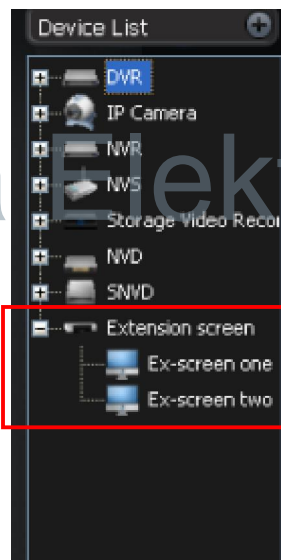 Device List
DVR
IP Camera
NVR
NVS
Storage Video Recor
NVD
SNVD
Extension screen
Ex-screen one
Ex-screen two
a Elekt